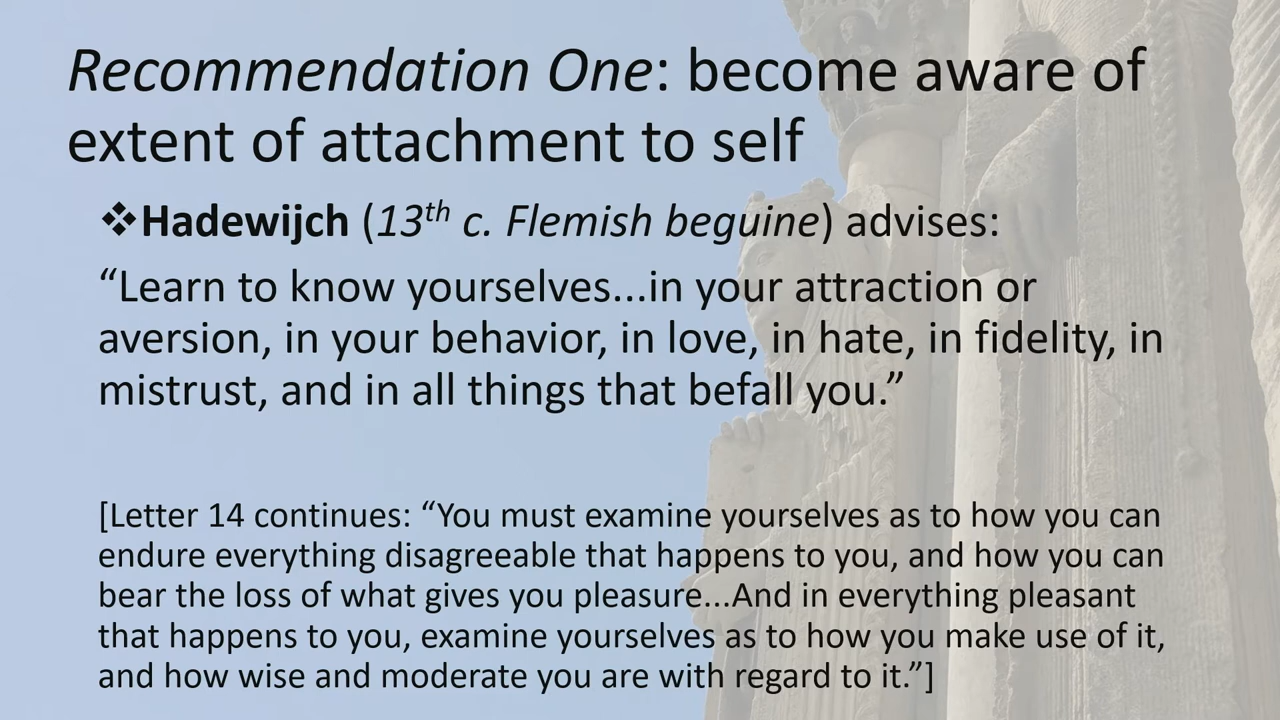 Recommendation One: become aware of
extent of attachment to self
❖Hadewijch (13th c. Flemish beguine) advises:
“Learn to know yourselves...in your attraction or
aversion, in your behavior, in love, in hate, in fidelity, in
mistrust, and in all things that befall you.”
[Letter 14 continues: “You must examine yourselves as to how you can
endure everything disagreeable that happens to you, and how you can
bear the loss of what gives you pleasure...And in everything pleasant
that happens to you, examine yourselves as to how you make use of it,
and how wise and moderate you are with regard to it.”]